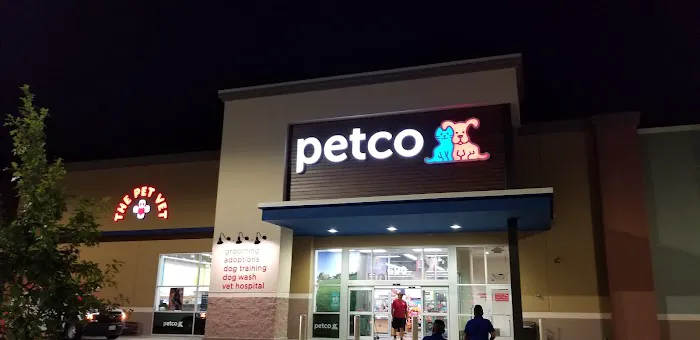 petco
THE PET VET
grooming
adoptions
dog training
dog wash
vet hospital
petco
petco